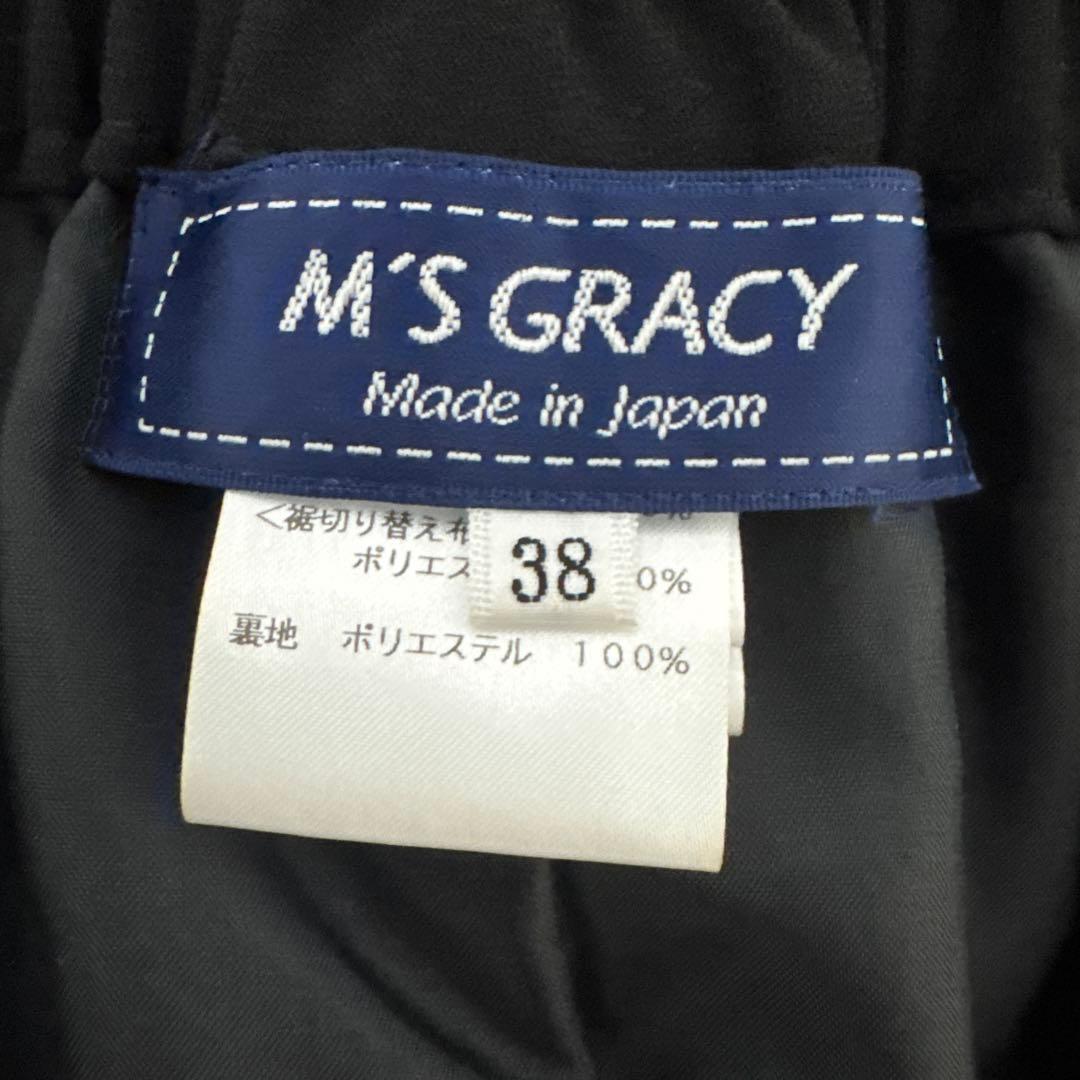 M'S GRACY
Made in Japan
38
<裾切り替え布
ポリエス 0%
裏地 ポリエステル 100%